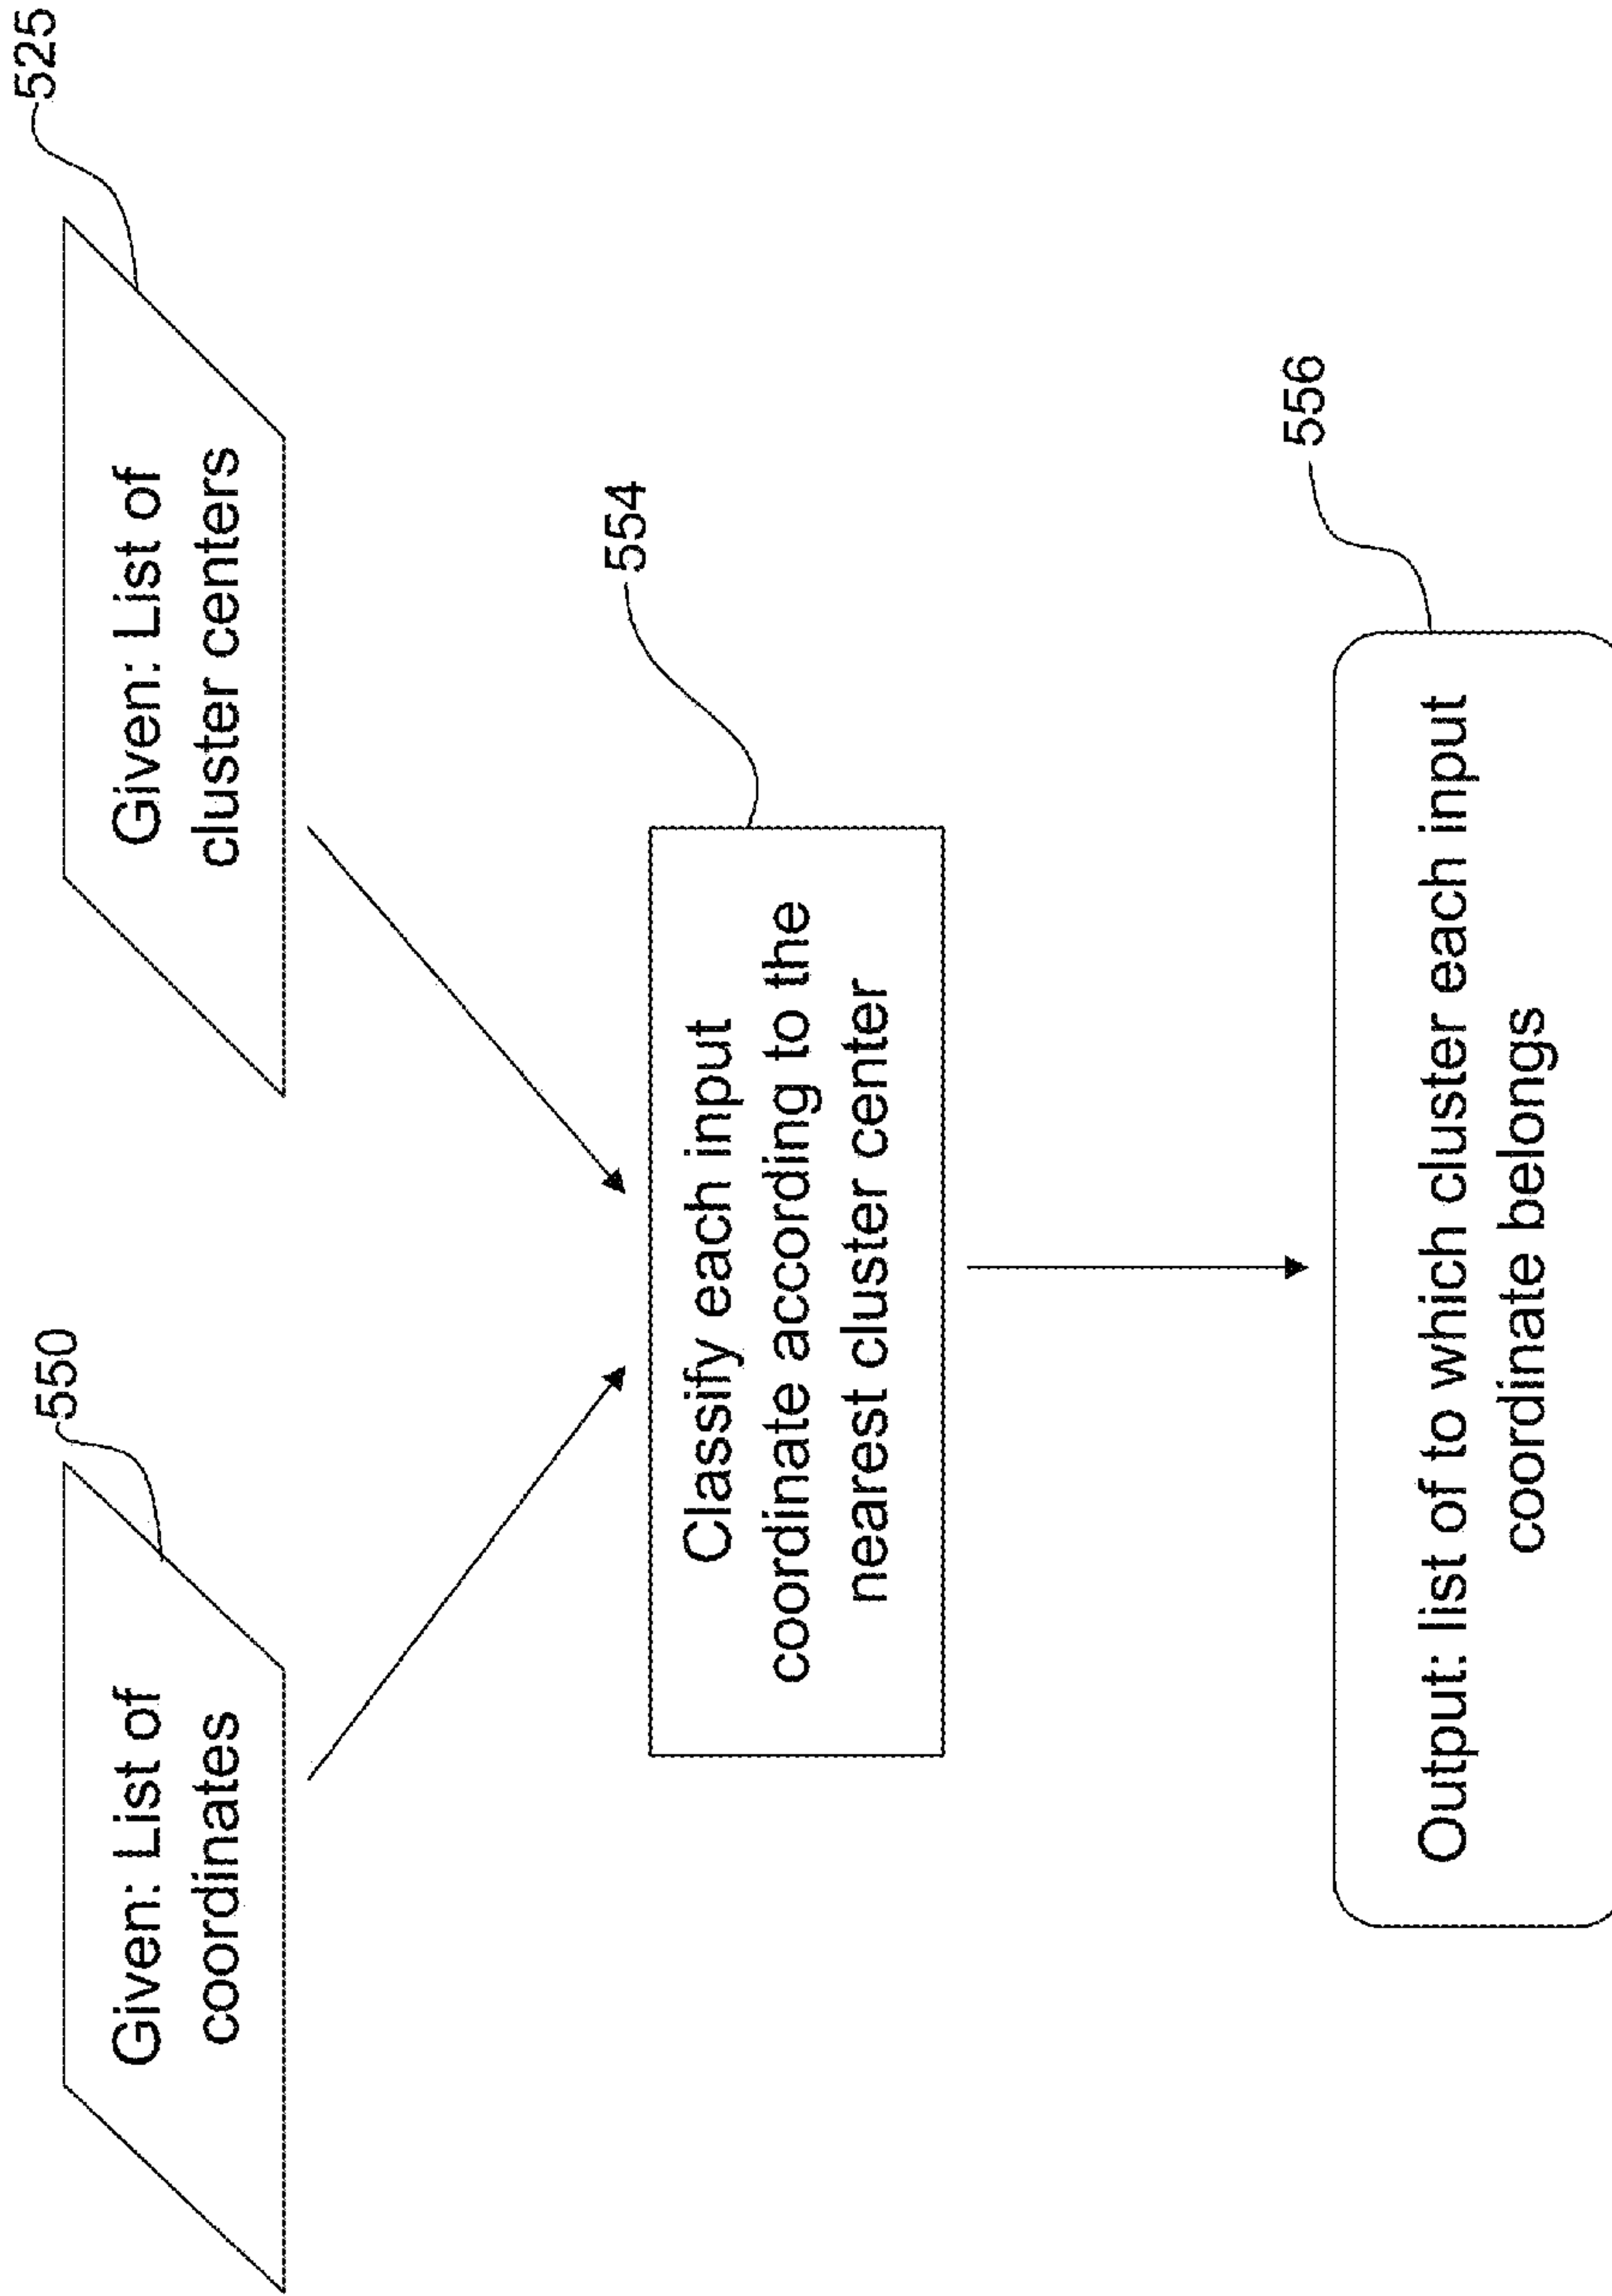 550
Given: List of
coordinates
525
Given: List of
cluster centers
554
Classify each input
coordinate according to the
nearest cluster center
556
Output: list of to which cluster each input
coordinate belongs